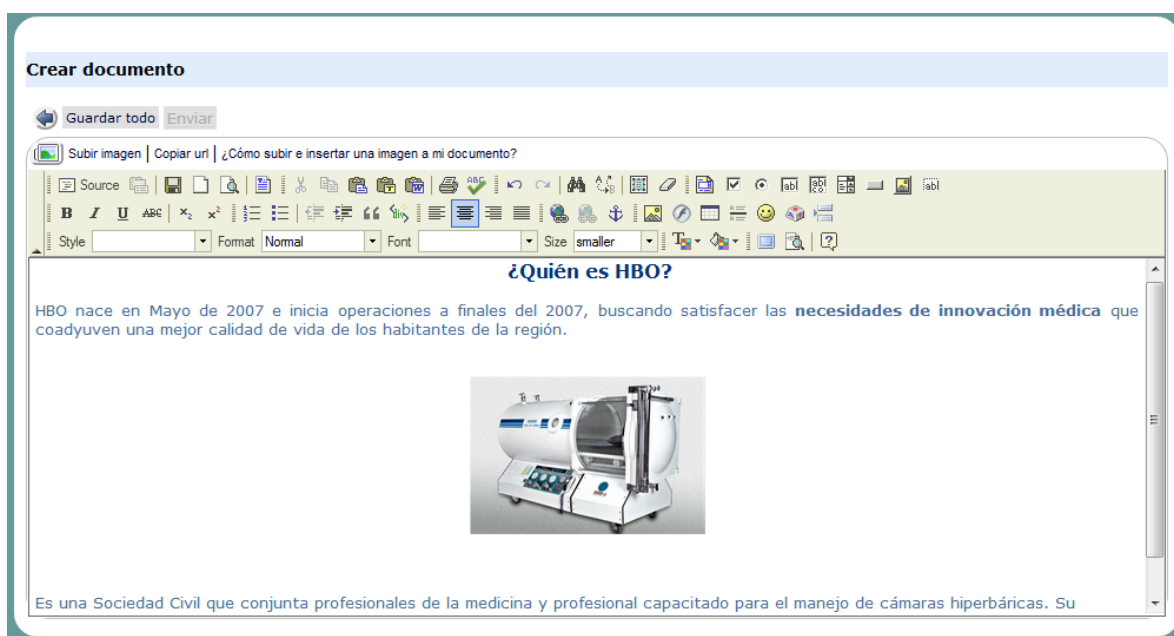 Crear documento
Guardar todo Enviar
Subir imagen | Copiar url | ¿Cómo subir e insertar una imagen a mi documento?
Source
B I U ABC x₂ x²
Style Format Normal Font Size smaller
¿Quién es HBO?
HBO nace en Mayo de 2007 e inicia operaciones a finales del 2007, buscando satisfacer las necesidades de innovación médica que
coadyuven una mejor calidad de vida de los habitantes de la región.
Es una Sociedad Civil que conjunta profesionales de la medicina y profesional capacitado para el manejo de cámaras hiperbáricas. Su